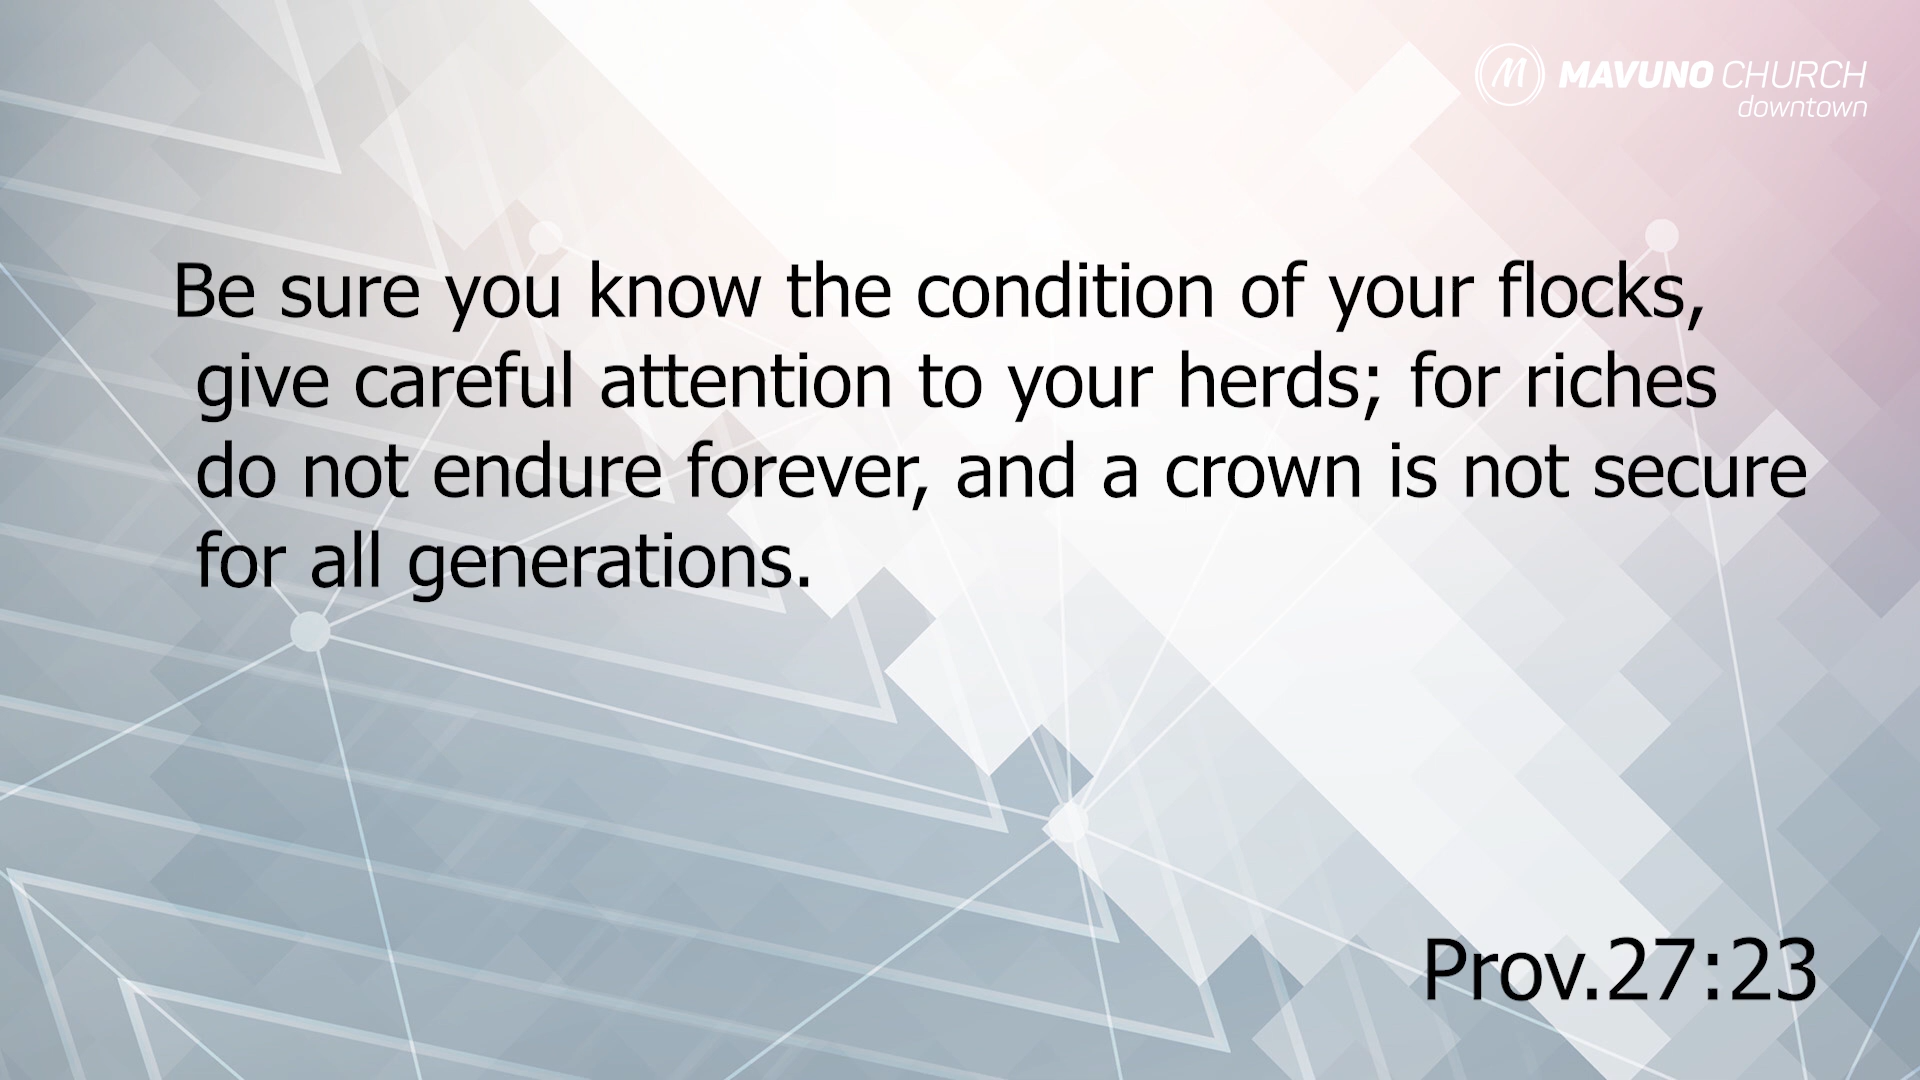 MAVUNO CHURCH
downtown
Be sure you know the condition of your flocks,
give careful attention to your herds; for riches
do not endure forever, and a crown is not secure
for all generations.
Prov.27:23